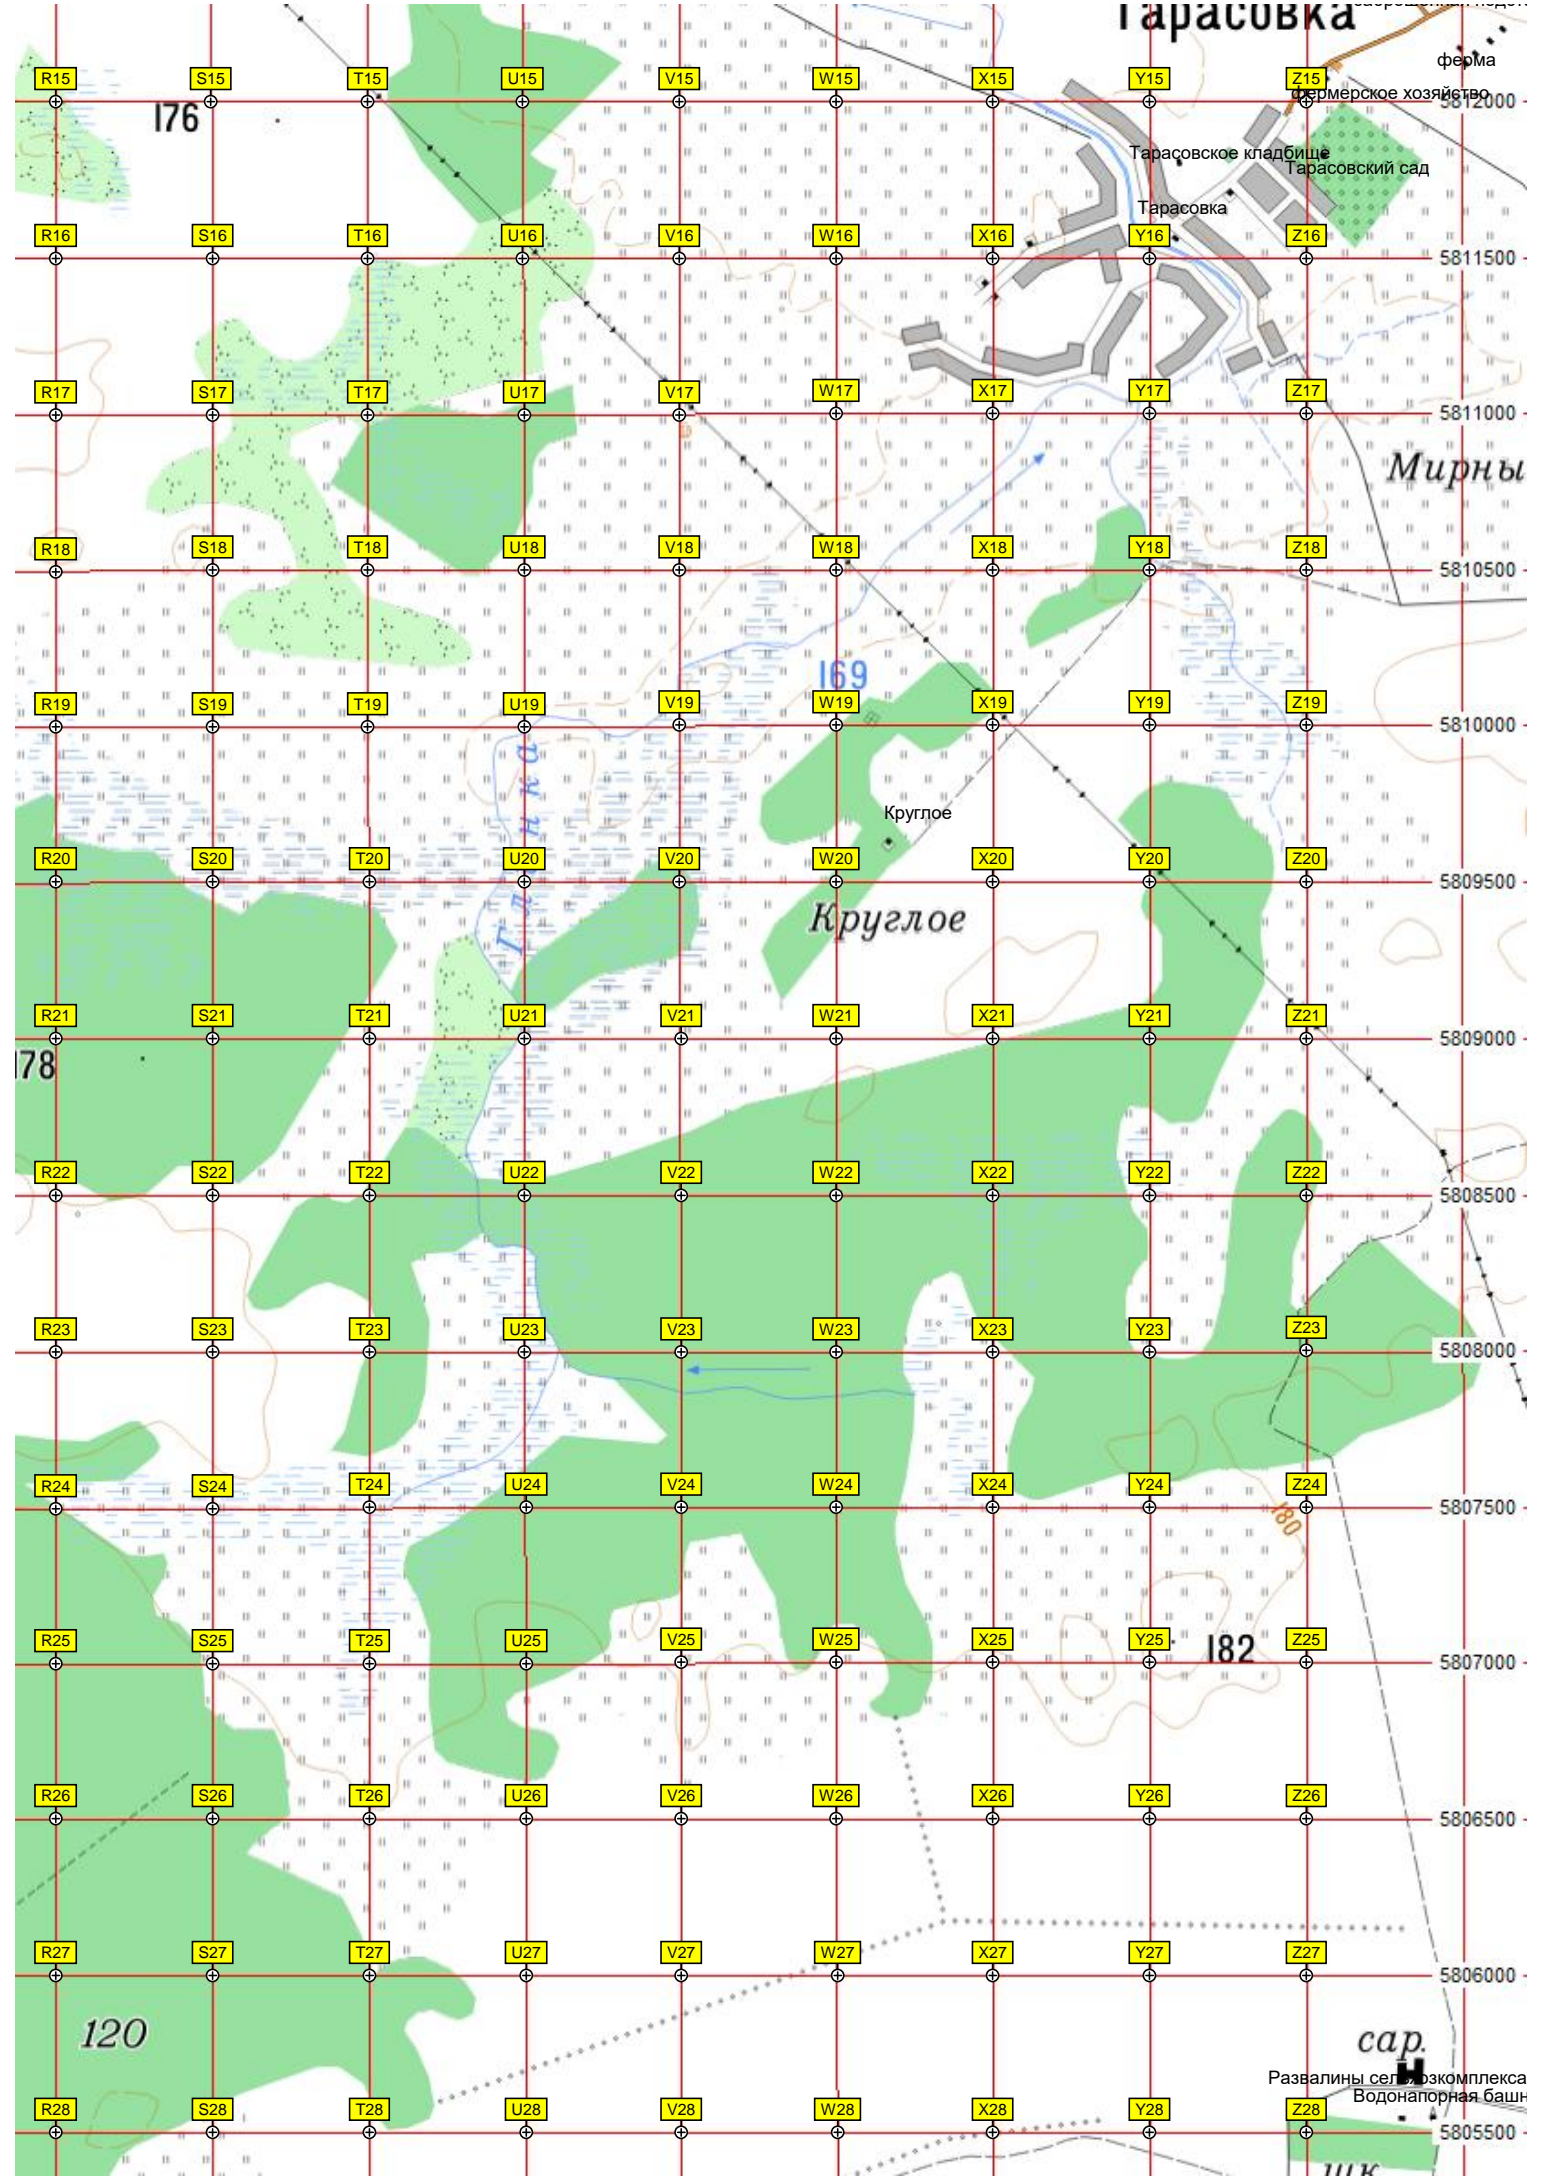 Тарасовка
ферма
R15 S15 T15 U15 V15 W15 X15 Y15 Z15
фермерское хозяйство
5812000
176
Тарасовское кладбище
Тарасовский сад
Тарасовка
R16 S16 T16 U16 V16 W16 X16 Y16 Z16
5811500
R17 S17 T17 U17 V17 W17 X17 Y17 Z17
5811000
Мирны
R18 S18 T18 U18 V18 W18 X18 Y18 Z18
5810500
169
R19 S19 T19 U19 V19 W19 X19 Y19 Z19
5810000
Глинка
Круглое
R20 S20 T20 U20 V20 W20 X20 Y20 Z20
5809500
Круглое
R21 S21 T21 U21 V21 W21 X21 Y21 Z21
5809000
178
R22 S22 T22 U22 V22 W22 X22 Y22 Z22
5808500
R23 S23 T23 U23 V23 W23 X23 Y23 Z23
5808000
R24 S24 T24 U24 V24 W24 X24 Y24 Z24
5807500
180
R25 S25 T25 U25 V25 W25 X25 Y25 Z25
182
5807000
R26 S26 T26 U26 V26 W26 X26 Y26 Z26
5806500
R27 S27 T27 U27 V27 W27 X27 Y27 Z27
5806000
120
сар.
Развалины сельхозкомплекса
Водонапорная башн
R28 S28 T28 U28 V28 W28 X28 Y28 Z28
5805500